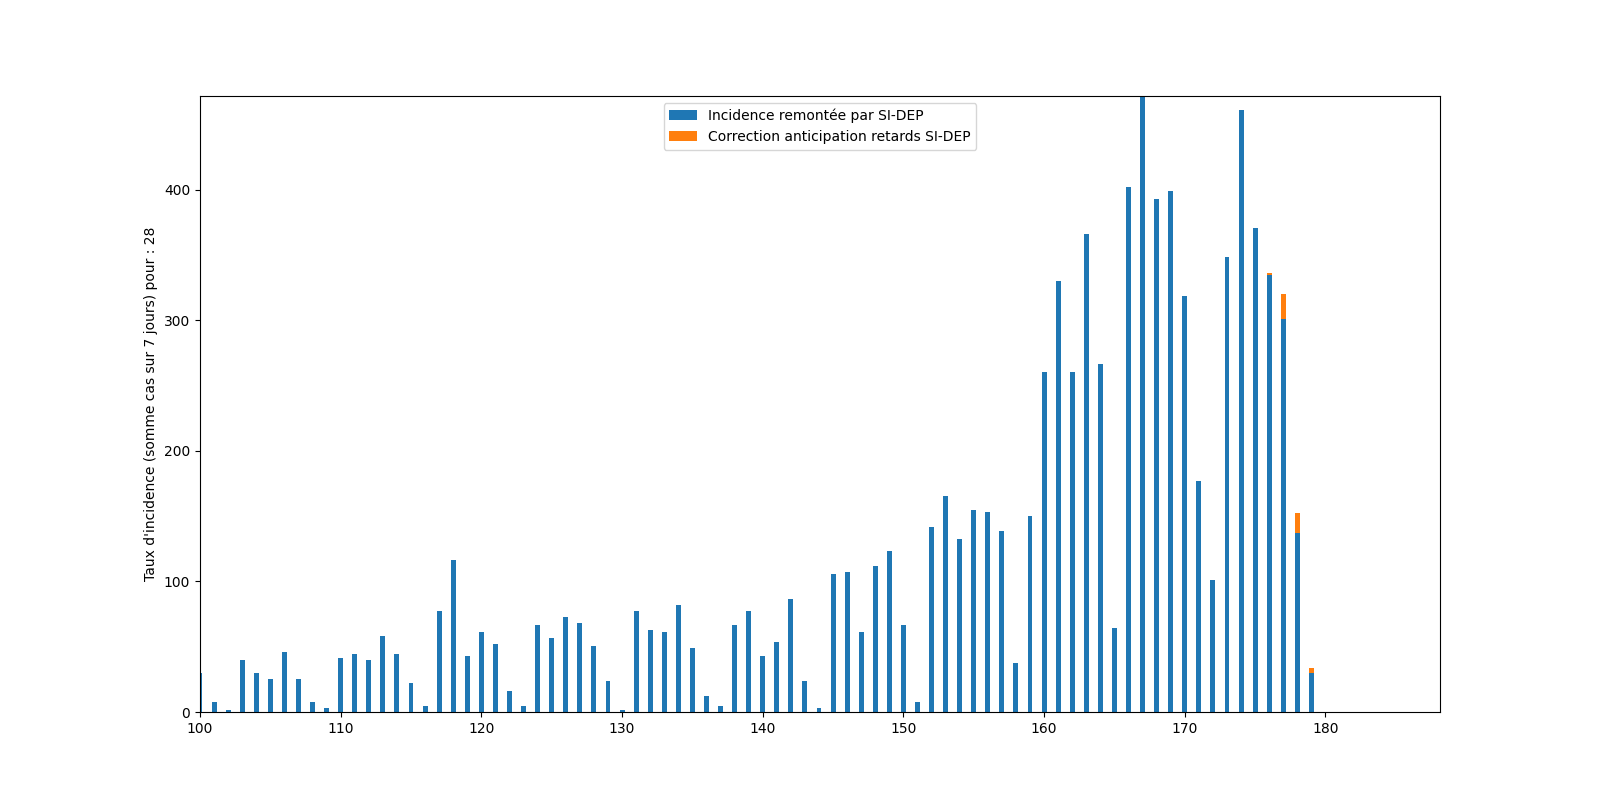 Incidence remontée par SI-DEP
Correction anticipation retards SI-DEP
Taux d'incidence (somme cas sur 7 jours) pour : 28
400
300
200
100
0
100 110 120 130 140 150 160 170 180